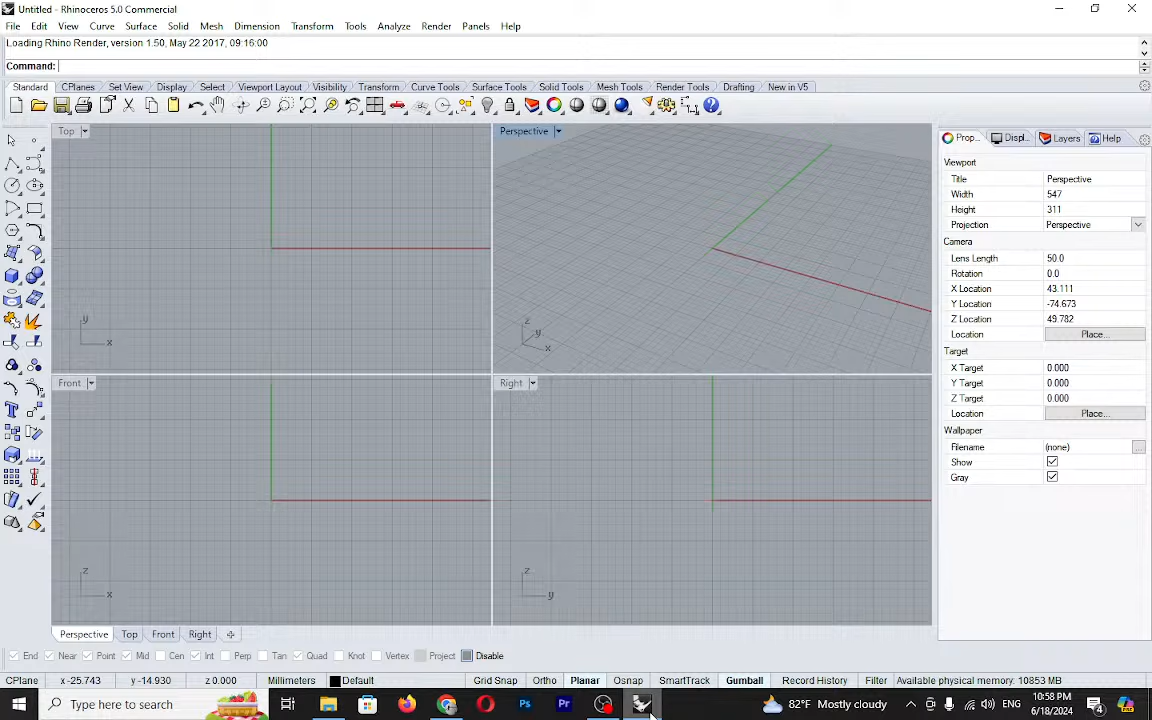 Untitled - Rhinoceros 5.0 Commercial
File Edit View Curve Surface Solid Mesh Dimension Transform Tools Analyze Render Panels Help
Loading Rhino Render, version 1.50, May 22 2017, 09:16:00
Command:
Standard CPlanes Set View Display Select Viewport Layout Visibility Transform Curve Tools Surface Tools Solid Tools Mesh Tools Render Tools Drafting New in V5
Top
Perspective
Prop... Displ... Layers Help
Viewport
Title Perspective
Width 547
Height 311
Projection Perspective
Camera
Lens Length 50.0
Rotation 0.0
X Location 43.111
Y Location -74.673
Z Location 49.782
Location Place...
Target
X Target 0.000
Y Target 0.000
Z Target 0.000
Location Place...
Wallpaper
Filename (none) ...
Show
Gray
y
x
z
y
x
Front
Right
z
x
z
y
Perspective Top Front Right
End Near Point Mid Cen Int Perp Tan Quad Knot Vertex Project Disable
CPlane x -25.743 y -14.930 z 0.000 Millimeters Default Grid Snap Ortho Planar Osnap SmartTrack Gumball Record History Filter Available physical memory: 10853 MB
Type here to search
Ps
Pr
82°F Mostly cloudy
ENG
10:58 PM
6/18/2024
4
PRE